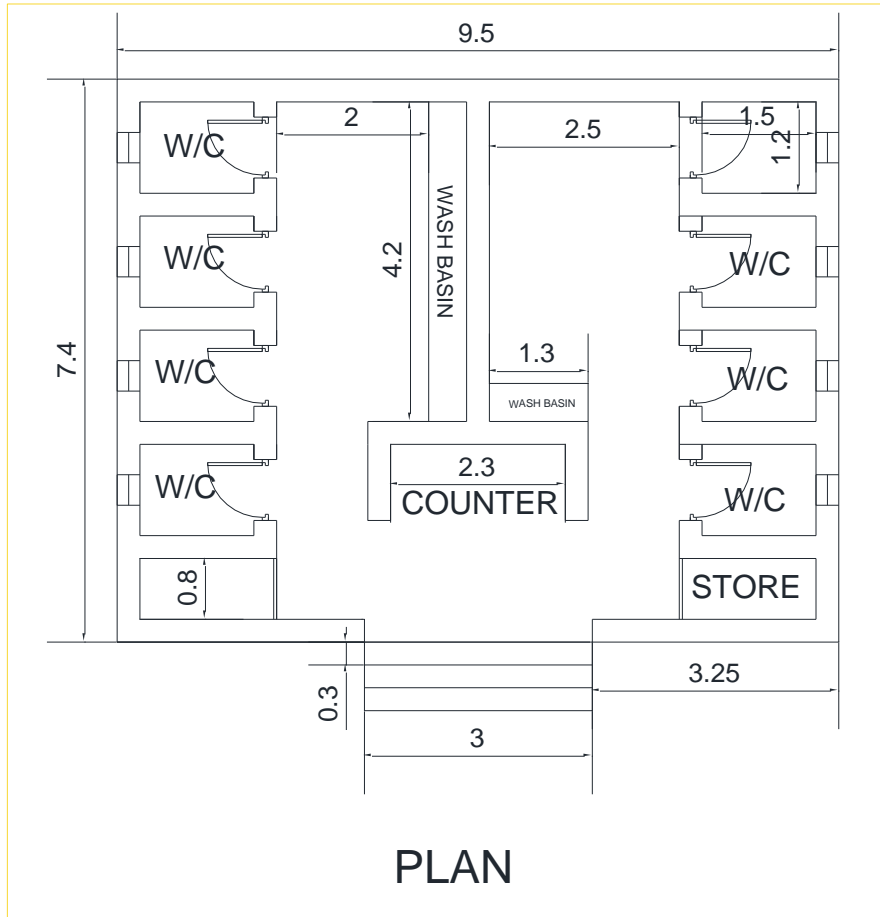 9.5
2
2.5
1.5
1.2
W/C
WASH BASIN
4.2
W/C
W/C
7.4
1.3
W/C
W/C
WASH BASIN
W/C
2.3
W/C
COUNTER
W/C
0.8
STORE
0.3
3.25
3
PLAN